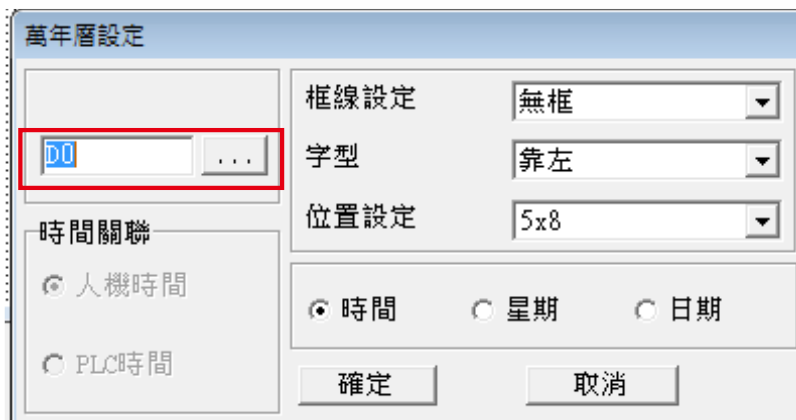 萬年層設定
D0
...
時間關聯
人機時間
PLC時間
框線設定 無框
字型 靠左
位置設定 5x8
時間 星期 日期
確定 取消